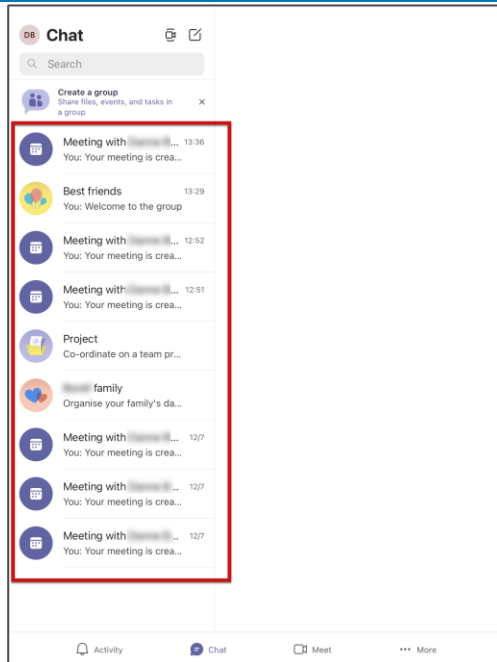 DB Chat
Search
Create a group
Share files, events, and tasks in
a group
Meeting with ... 13:36
You: Your meeting is crea...
Best friends 13:29
You: Welcome to the group
Meeting with ... 12:52
You: Your meeting is crea...
Meeting with ... 12:51
You: Your meeting is crea...
Project
Co-ordinate on a team pr...
family
Organise your family's da...
Meeting with ... 12/7
You: Your meeting is crea...
Meeting with ... 12/7
You: Your meeting is crea...
Meeting with ... 12/7
You: Your meeting is crea...
Activity Chat Meet More